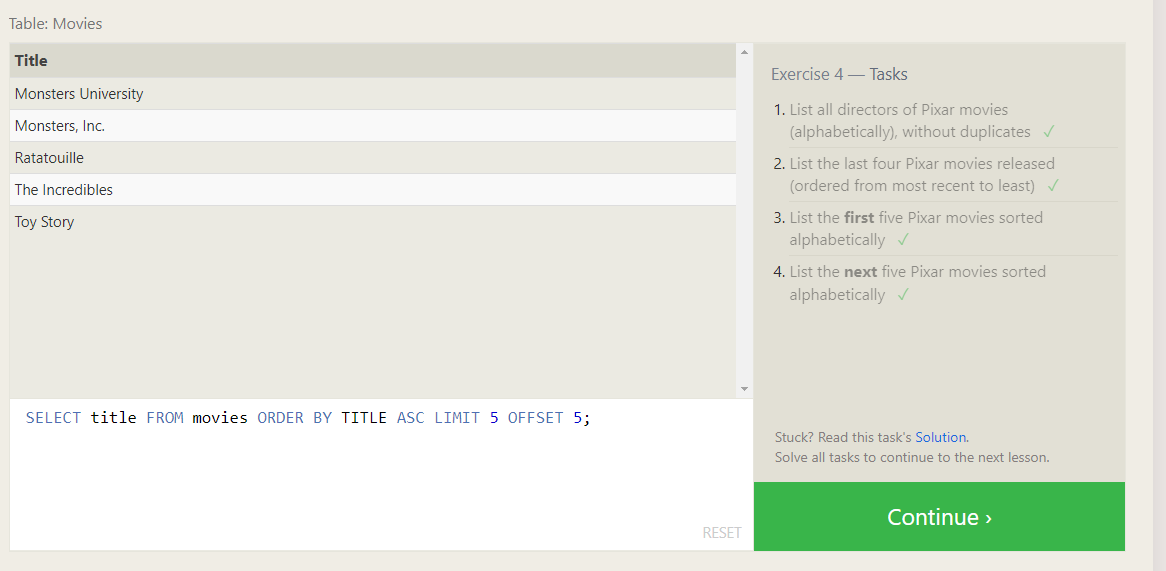 Table: Movies
Title
Monsters University
Monsters, Inc.
Ratatouille
The Incredibles
Toy Story
SELECT title FROM movies ORDER BY TITLE ASC LIMIT 5 OFFSET 5;
RESET
Exercise 4 — Tasks
1. List all directors of Pixar movies
(alphabetically), without duplicates ✓
2. List the last four Pixar movies released
(ordered from most recent to least) ✓
3. List the first five Pixar movies sorted
alphabetically ✓
4. List the next five Pixar movies sorted
alphabetically ✓
Stuck? Read this task's Solution.
Solve all tasks to continue to the next lesson.
Continue ›